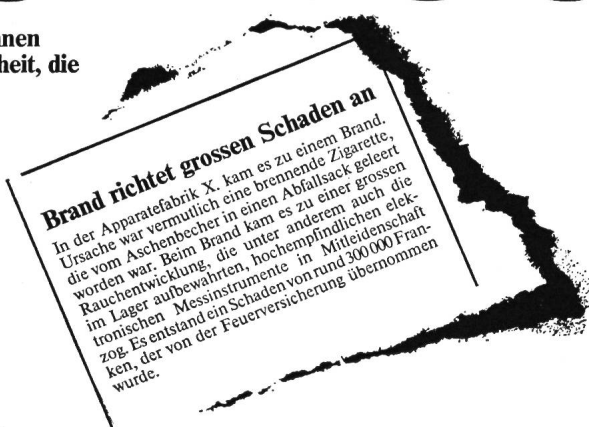 nnen
heit, die
Brand richtet grossen Schaden an
In der Apparatefabrik X. kam es zu einem Brand.
Ursache war vermutlich eine brennende Zigarette,
die vom Aschenbecher in einen Abfallsack geleert
worden war. Beim Brand kam es zu einer grossen
Rauchentwicklung, die unter anderem auch die
im Lager aufbewahrten, hochempfindlichen elek-
tronischen Messinstrumente in Mitleidenschaft
zog. Es entstand ein Schaden von rund 300 000 Fran-
ken, der von der Feuerversicherung übernommen
wurde.